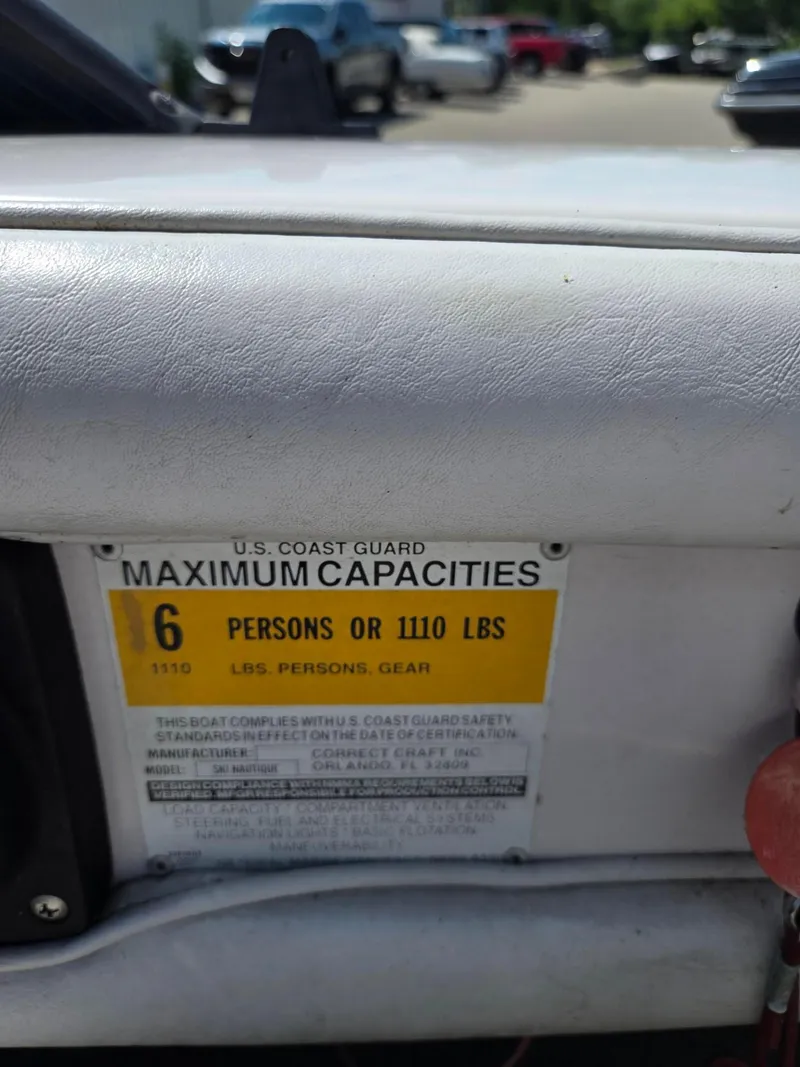 U.S. COAST GUARD
MAXIMUM CAPACITIES
6 PERSONS OR 1110 LBS
1110 LBS. PERSONS, GEAR
THIS BOAT COMPLIES WITH U.S. COAST GUARD SAFETY
STANDARDS IN EFFECT ON THE DATE OF CERTIFICATION
MANUFACTURER: CORRECT CRAFT INC.
MODEL: SKI NAUTIQUE ORLANDO, FL 32809
DESIGN COMPLIANCE WITH NMMA REQUIREMENTS BELOW IS
VERIFIED. MFGR RESPONSIBLE FOR PRODUCTION CONTROL.
LOAD CAPACITY * COMPARTMENT VENTILATION
STEERING, FUEL AND ELECTRICAL SYSTEMS
NAVIGATION LIGHTS * BASIC FLOTATION
MANEUVERABILITY